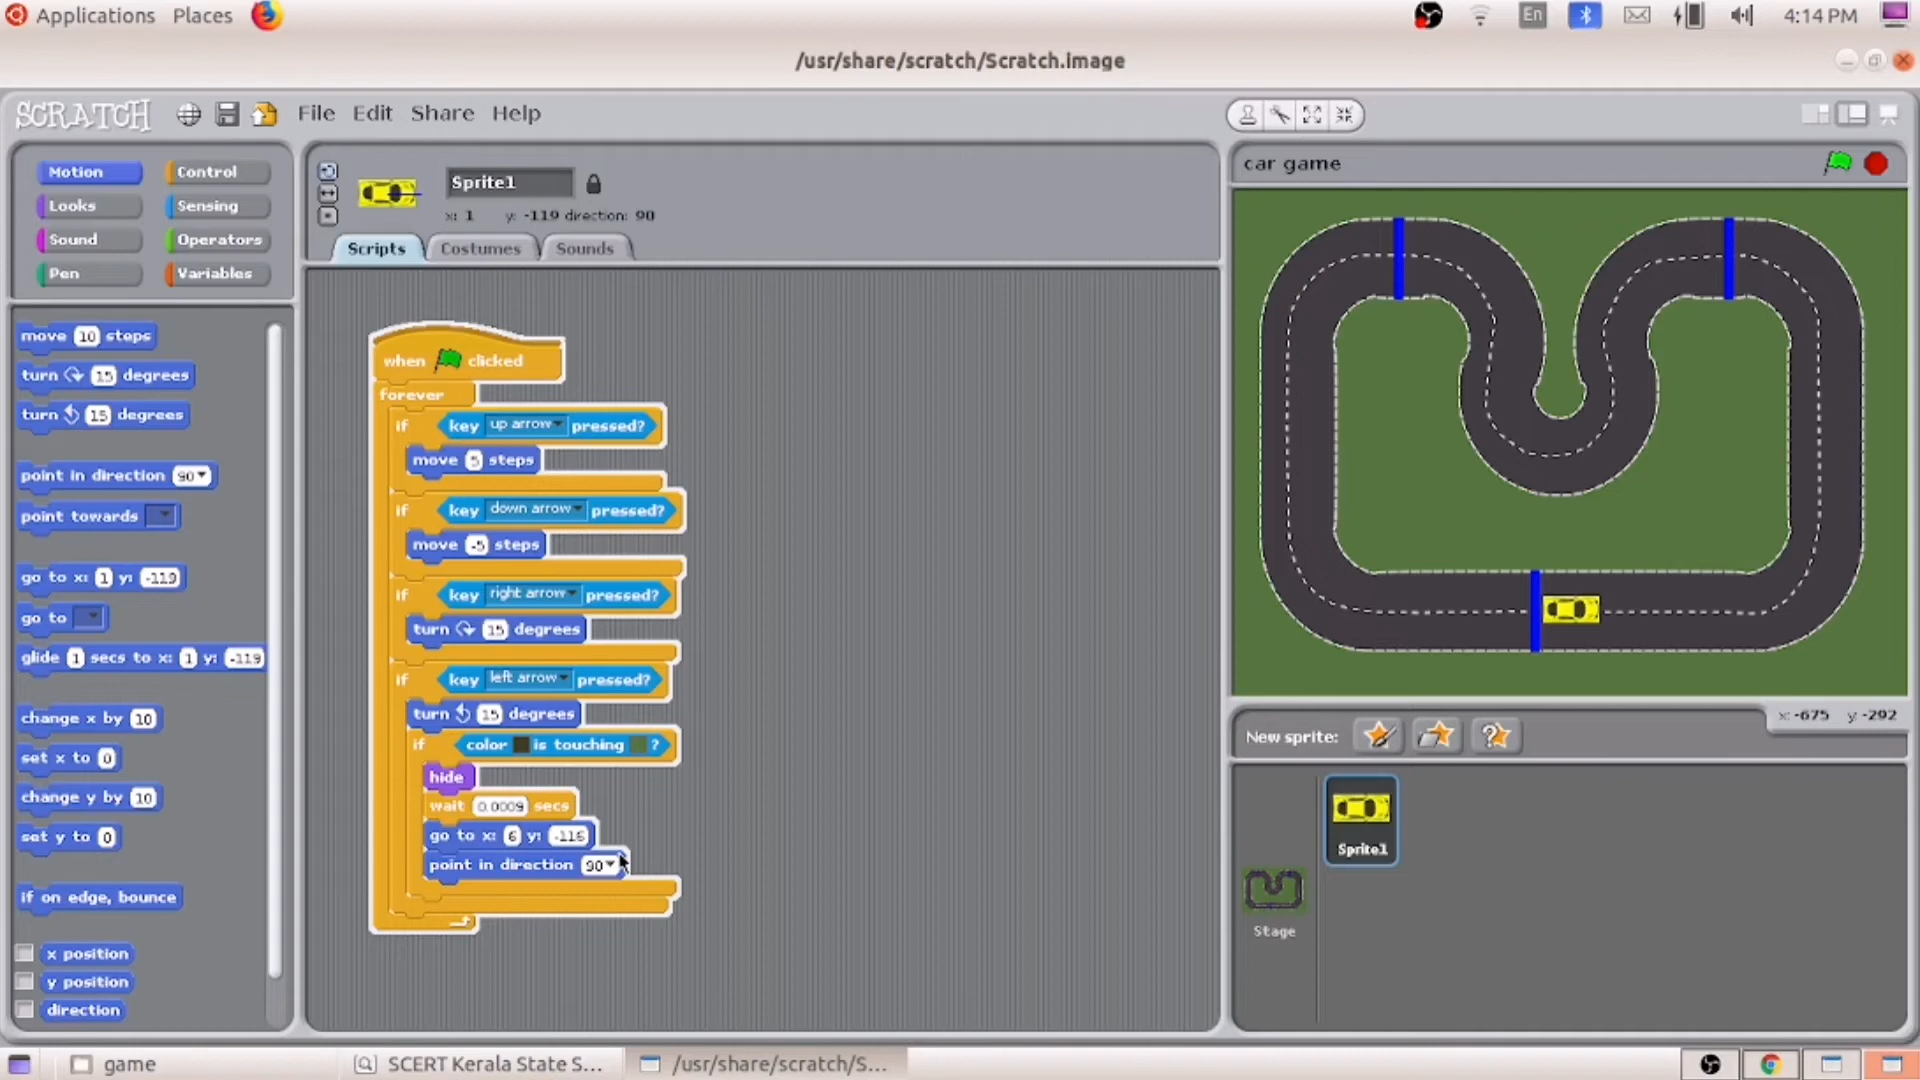 Applications Places En 4:14 PM
/usr/share/scratch/Scratch.image
SCRATCH File Edit Share Help
Motion Control
Looks Sensing
Sound Operators
Pen Variables
move 10 steps
turn 15 degrees
turn 15 degrees
point in direction 90
point towards
go to x: 1 y: -119
go to
glide 1 secs to x: 1 y: -119
change x by 10
set x to 0
change y by 10
set y to 0
if on edge, bounce
x position
y position
direction
Sprite1
x: 1 y: -119 direction: 90
Scripts Costumes Sounds
when clicked
forever
if key up arrow pressed?
move 5 steps
if key down arrow pressed?
move -5 steps
if key right arrow pressed?
turn 15 degrees
if key left arrow pressed?
turn 15 degrees
if color is touching ?
hide
wait 0.0009 secs
go to x: 6 y: -116
point in direction 90
car game
x: -675 y: -292
New sprite:
Sprite1
Stage
game SCERT Kerala State S... /usr/share/scratch/S...